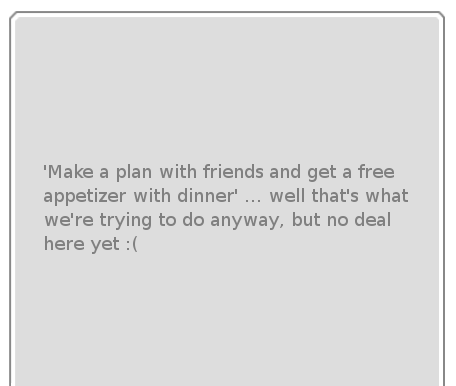 'Make a plan with friends and get a free
appetizer with dinner' ... well that's what
we're trying to do anyway, but no deal
here yet :(